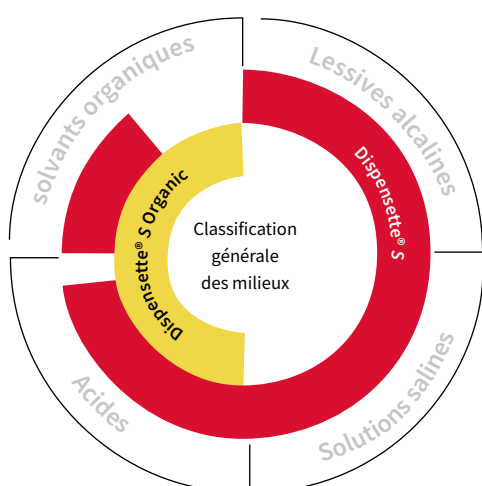 solvants organiques
Lessives alcalines
Dispensette® S
Dispensette® S Organic
Classification
générale
des milieux
Acides
Solutions salines